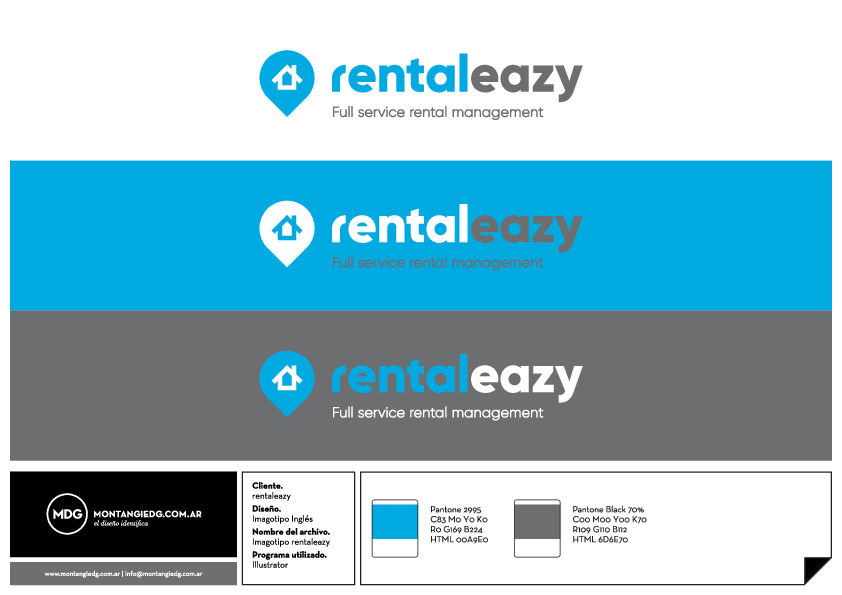 rentaleazy
Full service rental management
rentaleazy
Full service rental management
rentaleazy
Full service rental management
MDG
MONTANGIEDG.COM.AR
el diseño identifica
www.montangiedg.com.ar | info@montangiedg.com.ar
Cliente.
rentaleazy
Diseño.
Imagotipo Inglés
Nombre del archivo.
Imagotipo rentaleazy
Programa utilizado.
Illustrator
Pantone 2995
C83 M0 Y0 K0
R0 G169 B224
HTML 00A9E0
Pantone Black 70%
C00 M00 Y00 K70
R109 G110 B112
HTML 6D6E70